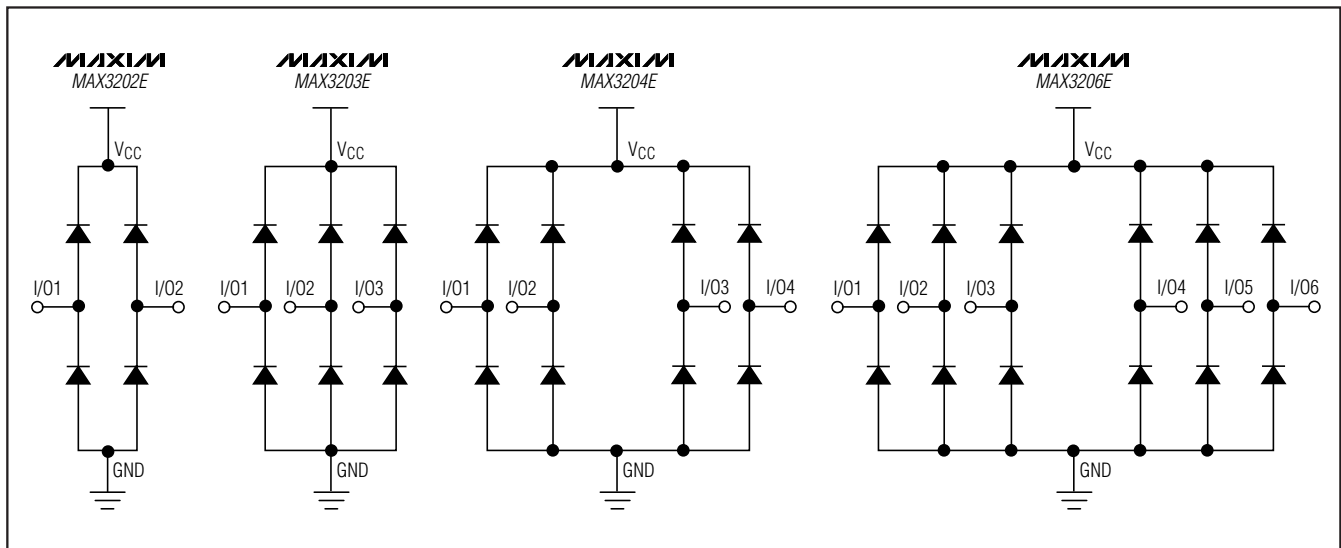 MAXIM
MAX3202E
VCC
I/O1
I/O2
GND
MAXIM
MAX3203E
VCC
I/O1
I/O2
I/O3
GND
MAXIM
MAX3204E
VCC
I/O1
I/O2
I/O3
I/O4
GND
MAXIM
MAX3206E
VCC
I/O1
I/O2
I/O3
I/O4
I/O5
I/O6
GND